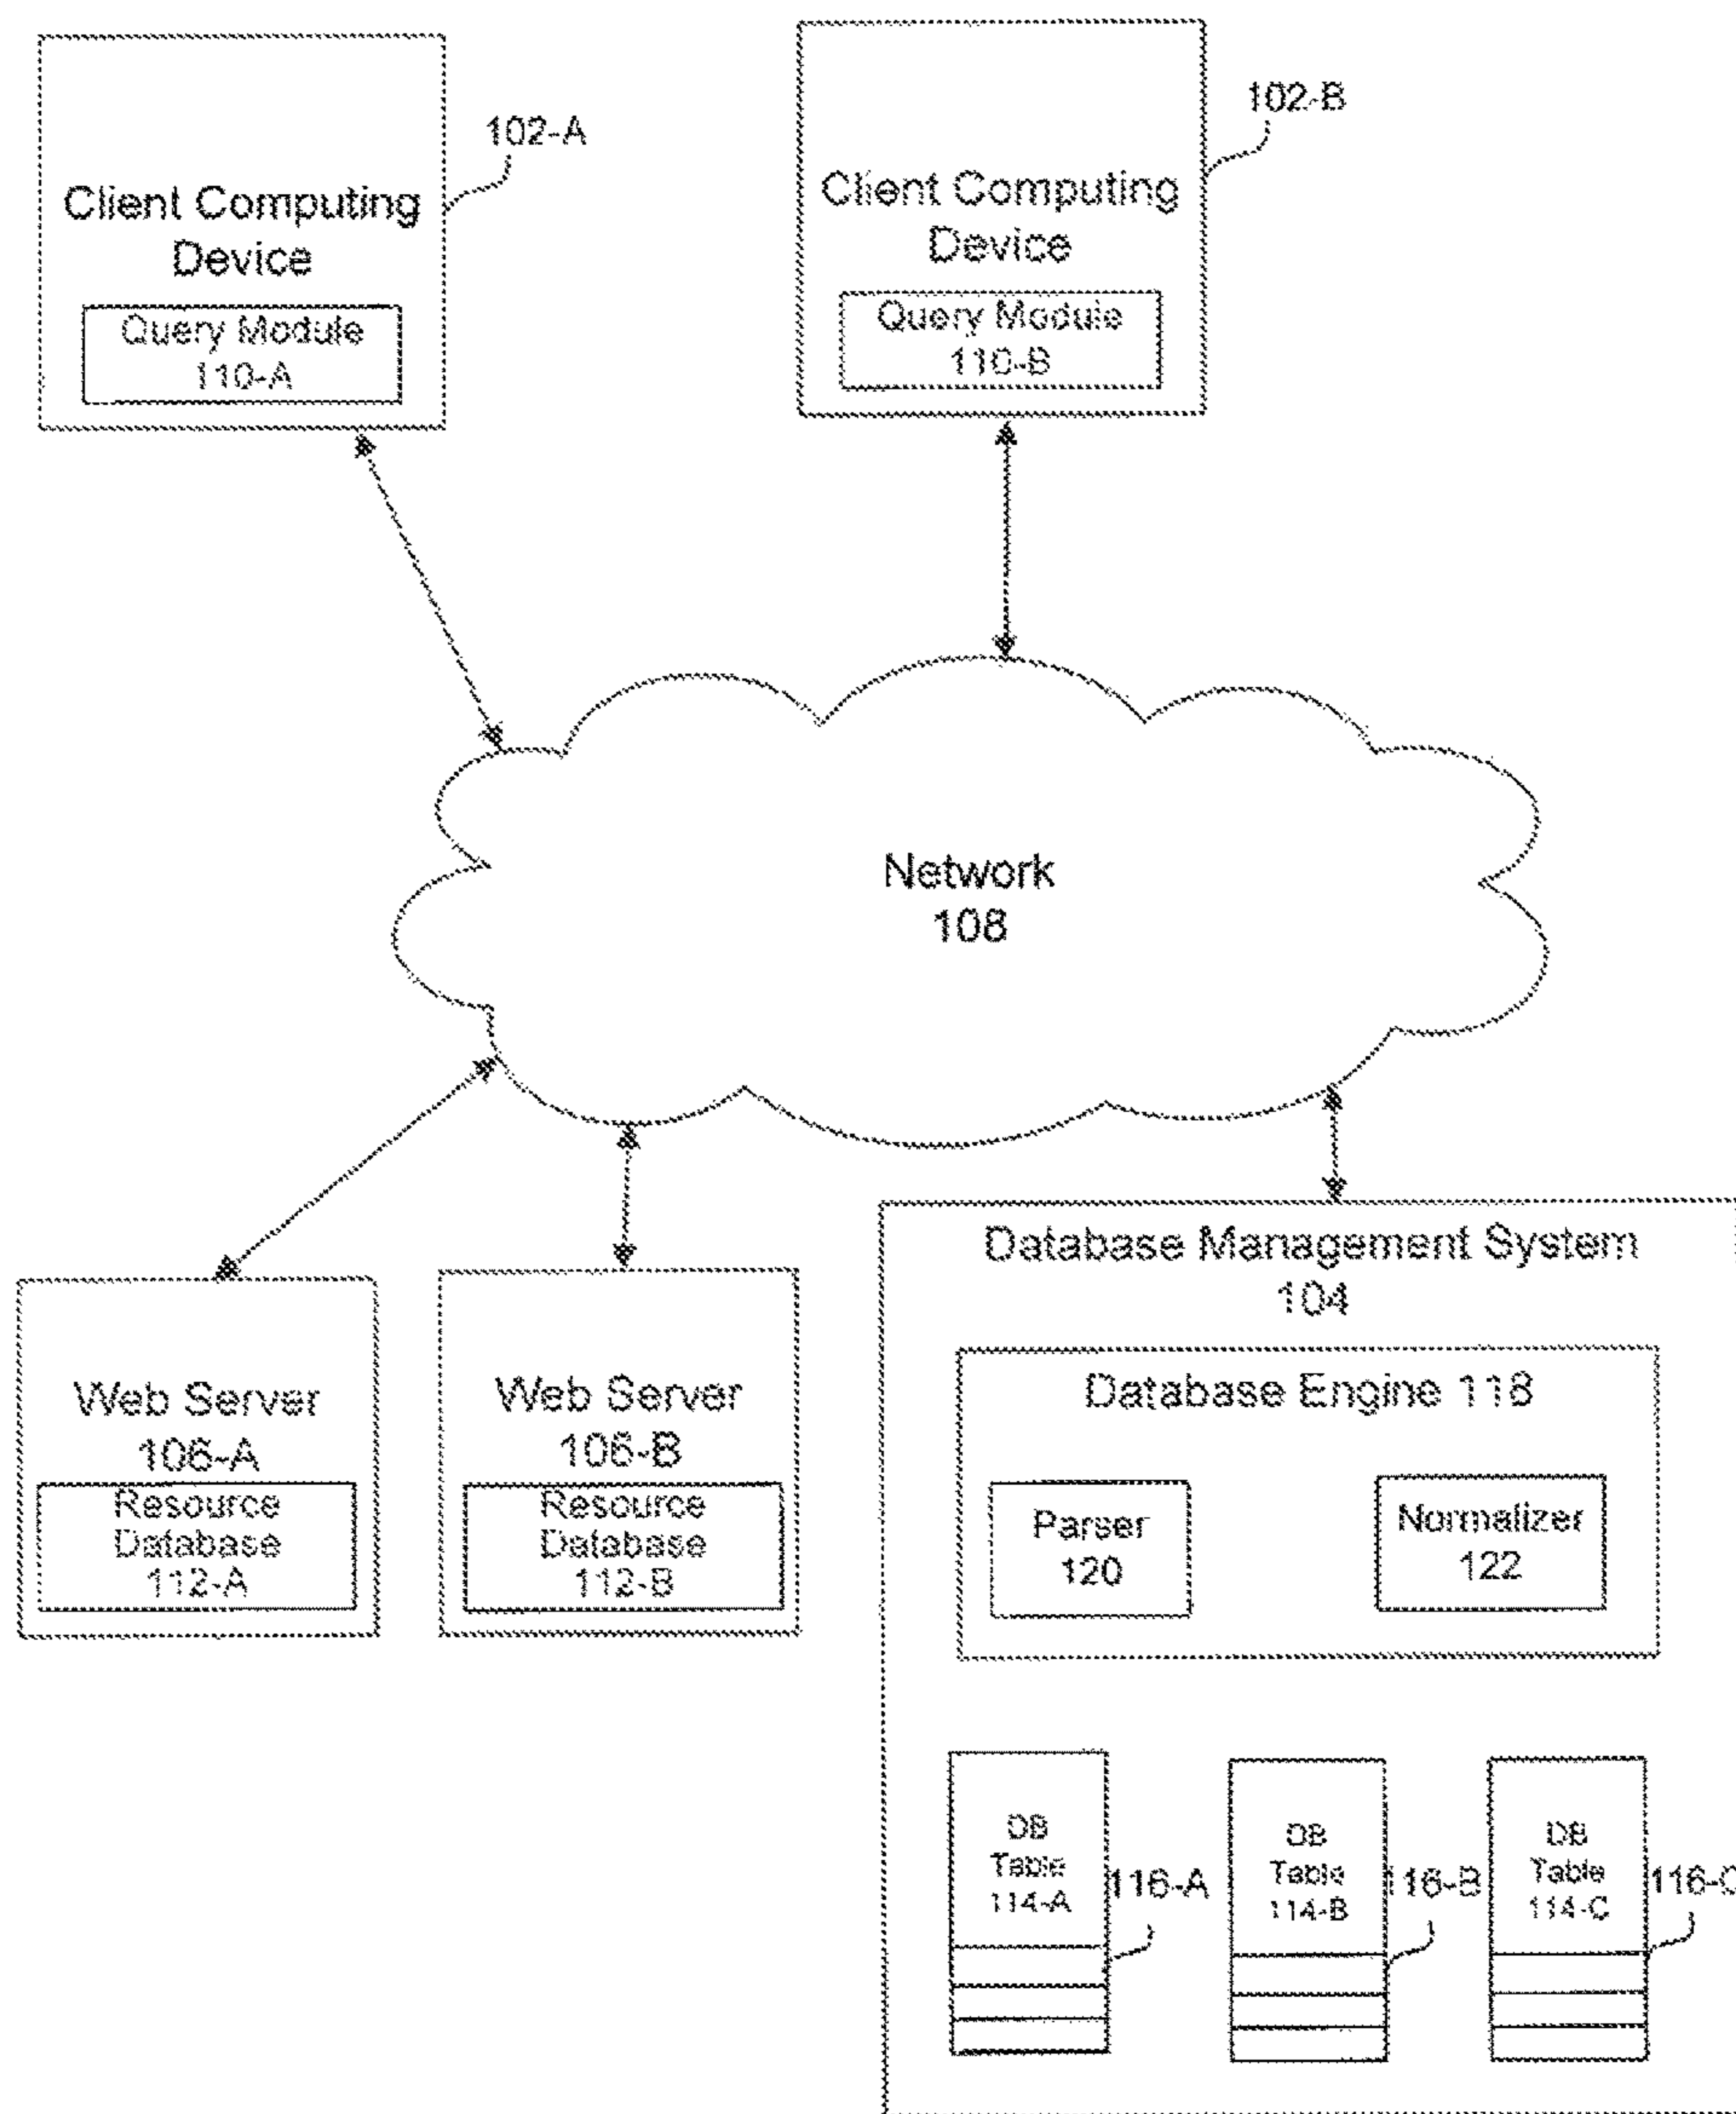 102-A
102-B
Client Computing
Device
Query Module
110-A
Client Computing
Device
Query Module
110-B
Network
108
Web Server
106-A
Resource
Database
112-A
Web Server
106-B
Resource
Database
112-B
Database Management System
104
Database Engine 118
Parser
120
Normalizer
122
DB
Table
114-A
116-A
DB
Table
114-B
116-B
DB
Table
114-C
116-C